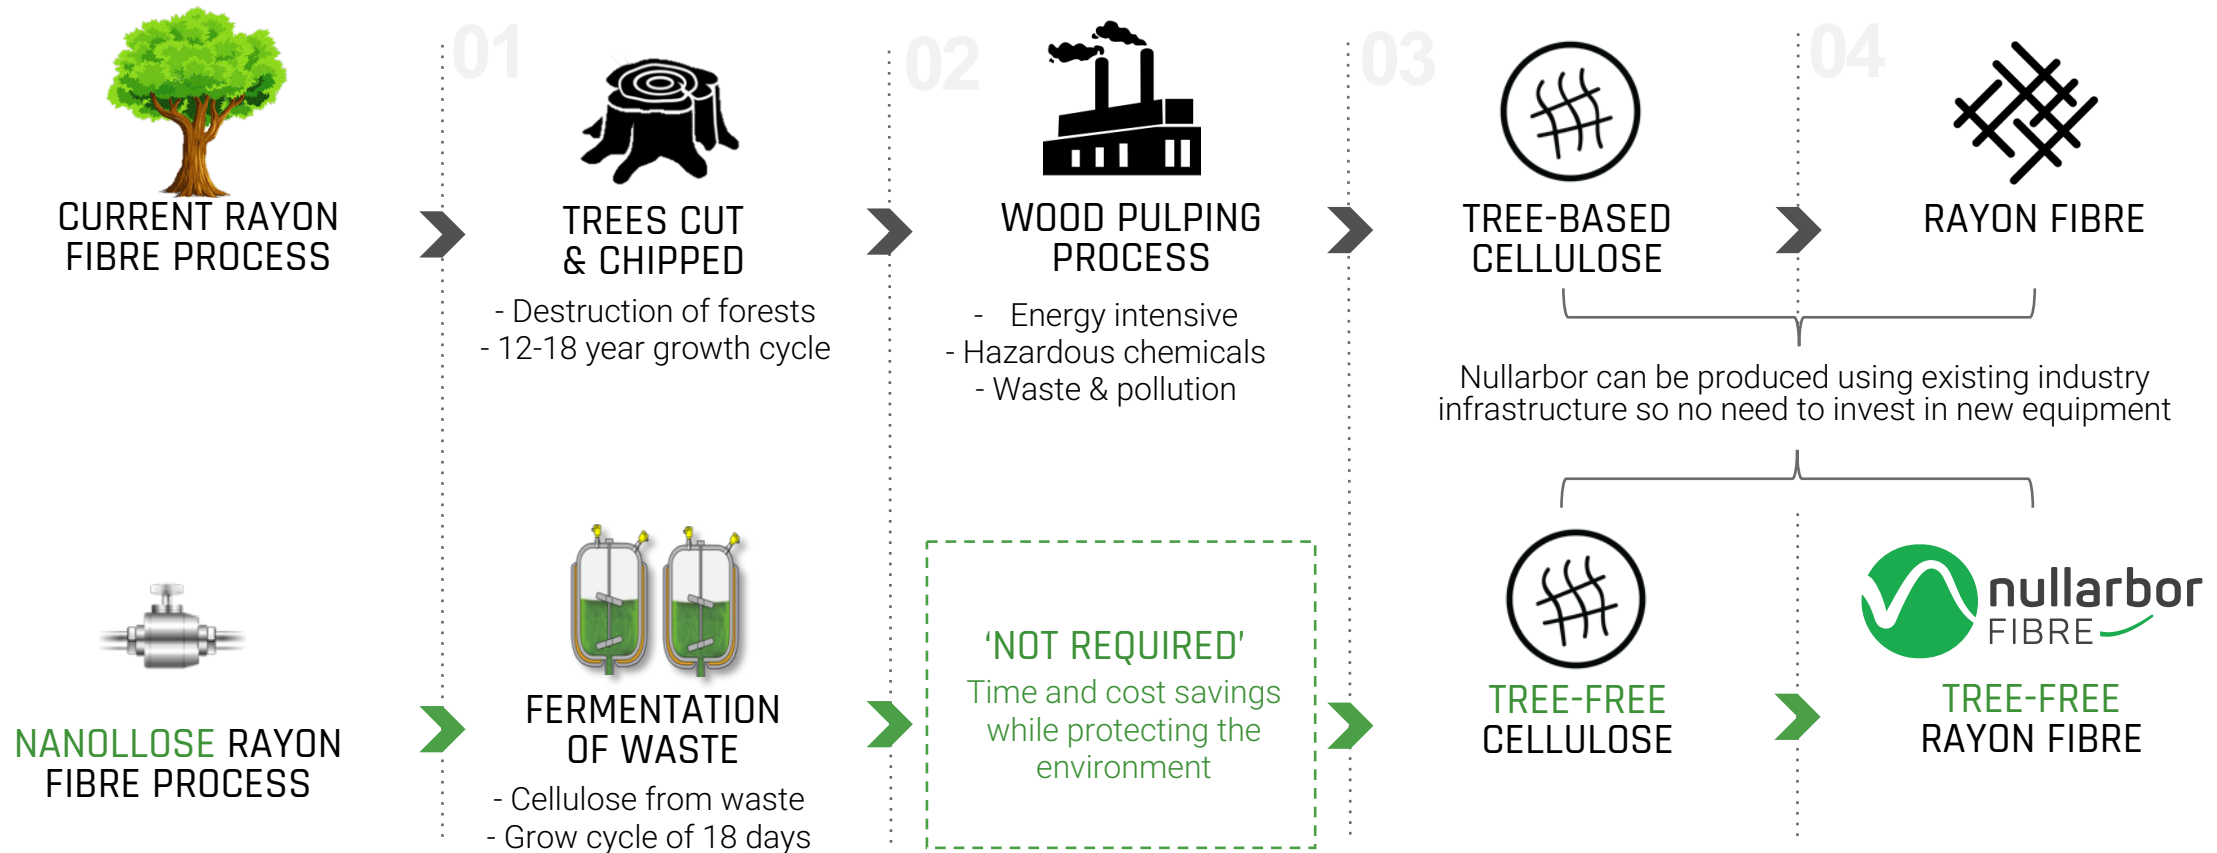 01
02
03
04
CURRENT RAYON
FIBRE PROCESS
TREES CUT
& CHIPPED
- Destruction of forests
- 12-18 year growth cycle
WOOD PULPING
PROCESS
- Energy intensive
- Hazardous chemicals
- Waste & pollution
TREE-BASED
CELLULOSE
RAYON FIBRE
Nullarbor can be produced using existing industry
infrastructure so no need to invest in new equipment
NANOLLOSE RAYON
FIBRE PROCESS
FERMENTATION
OF WASTE
- Cellulose from waste
- Grow cycle of 18 days
‘NOT REQUIRED’
Time and cost savings
while protecting the
environment
TREE-FREE
CELLULOSE
nullarbor
FIBRE
TREE-FREE
RAYON FIBRE